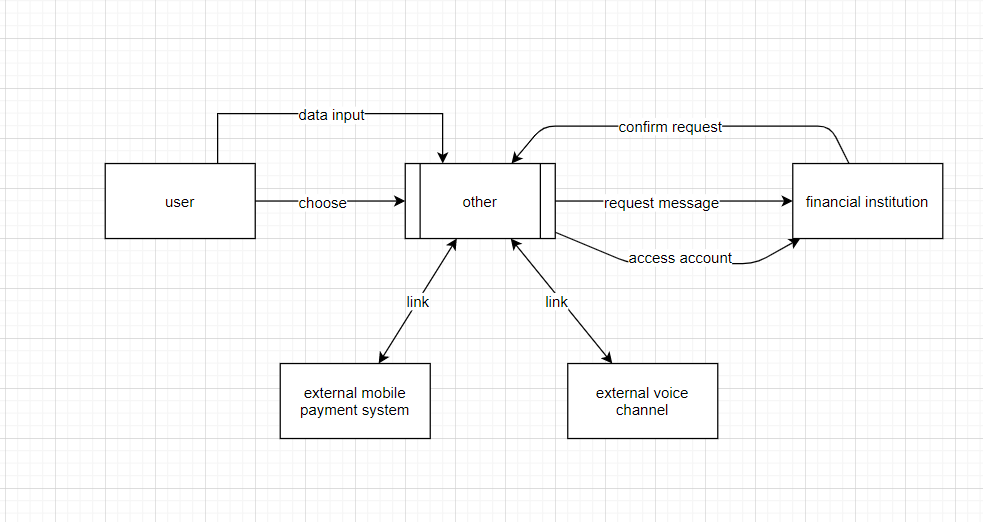 data input
confirm request
user
choose
other
request message
financial institution
access account
link
link
external mobile
payment system
external voice
channel